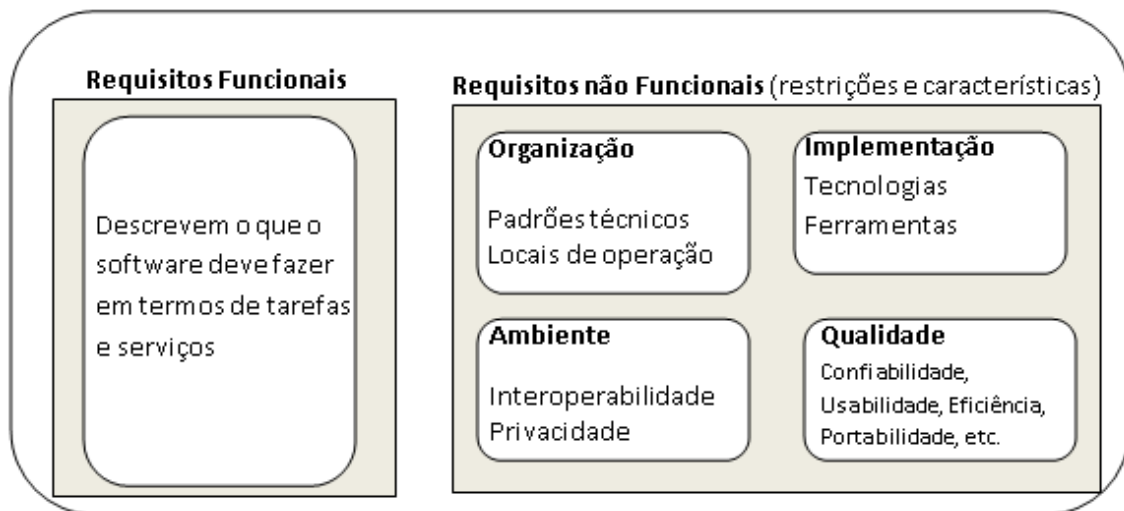 Requisitos Funcionais
Descrevem o que o
software deve fazer
em termos de tarefas
e serviços
Requisitos não Funcionais (restrições e características)
Organização
Padrões técnicos
Locais de operação
Implementação
Tecnologias
Ferramentas
Ambiente
Interoperabilidade
Privacidade
Qualidade
Confiabilidade,
Usabilidade, Eficiência,
Portabilidade, etc.